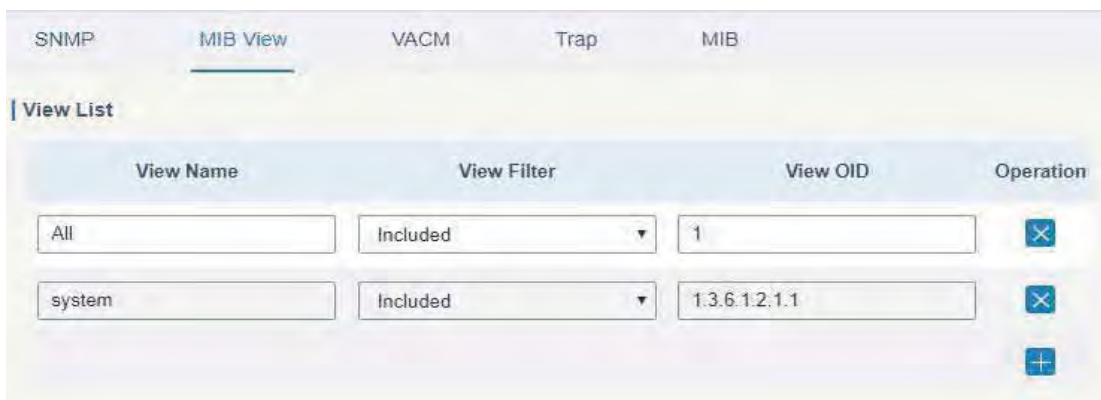 SNMP MIB View VACM Trap MIB
View List
View Name View Filter View OID Operation
All Included 1
system Included 1.3.6.1.2.1.1